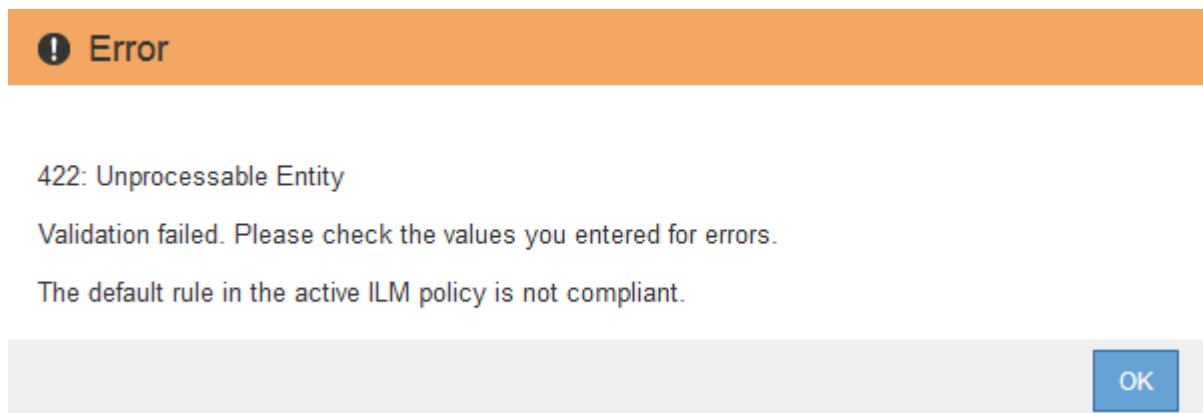 Error
422: Unprocessable Entity
Validation failed. Please check the values you entered for errors.
The default rule in the active ILM policy is not compliant.
OK